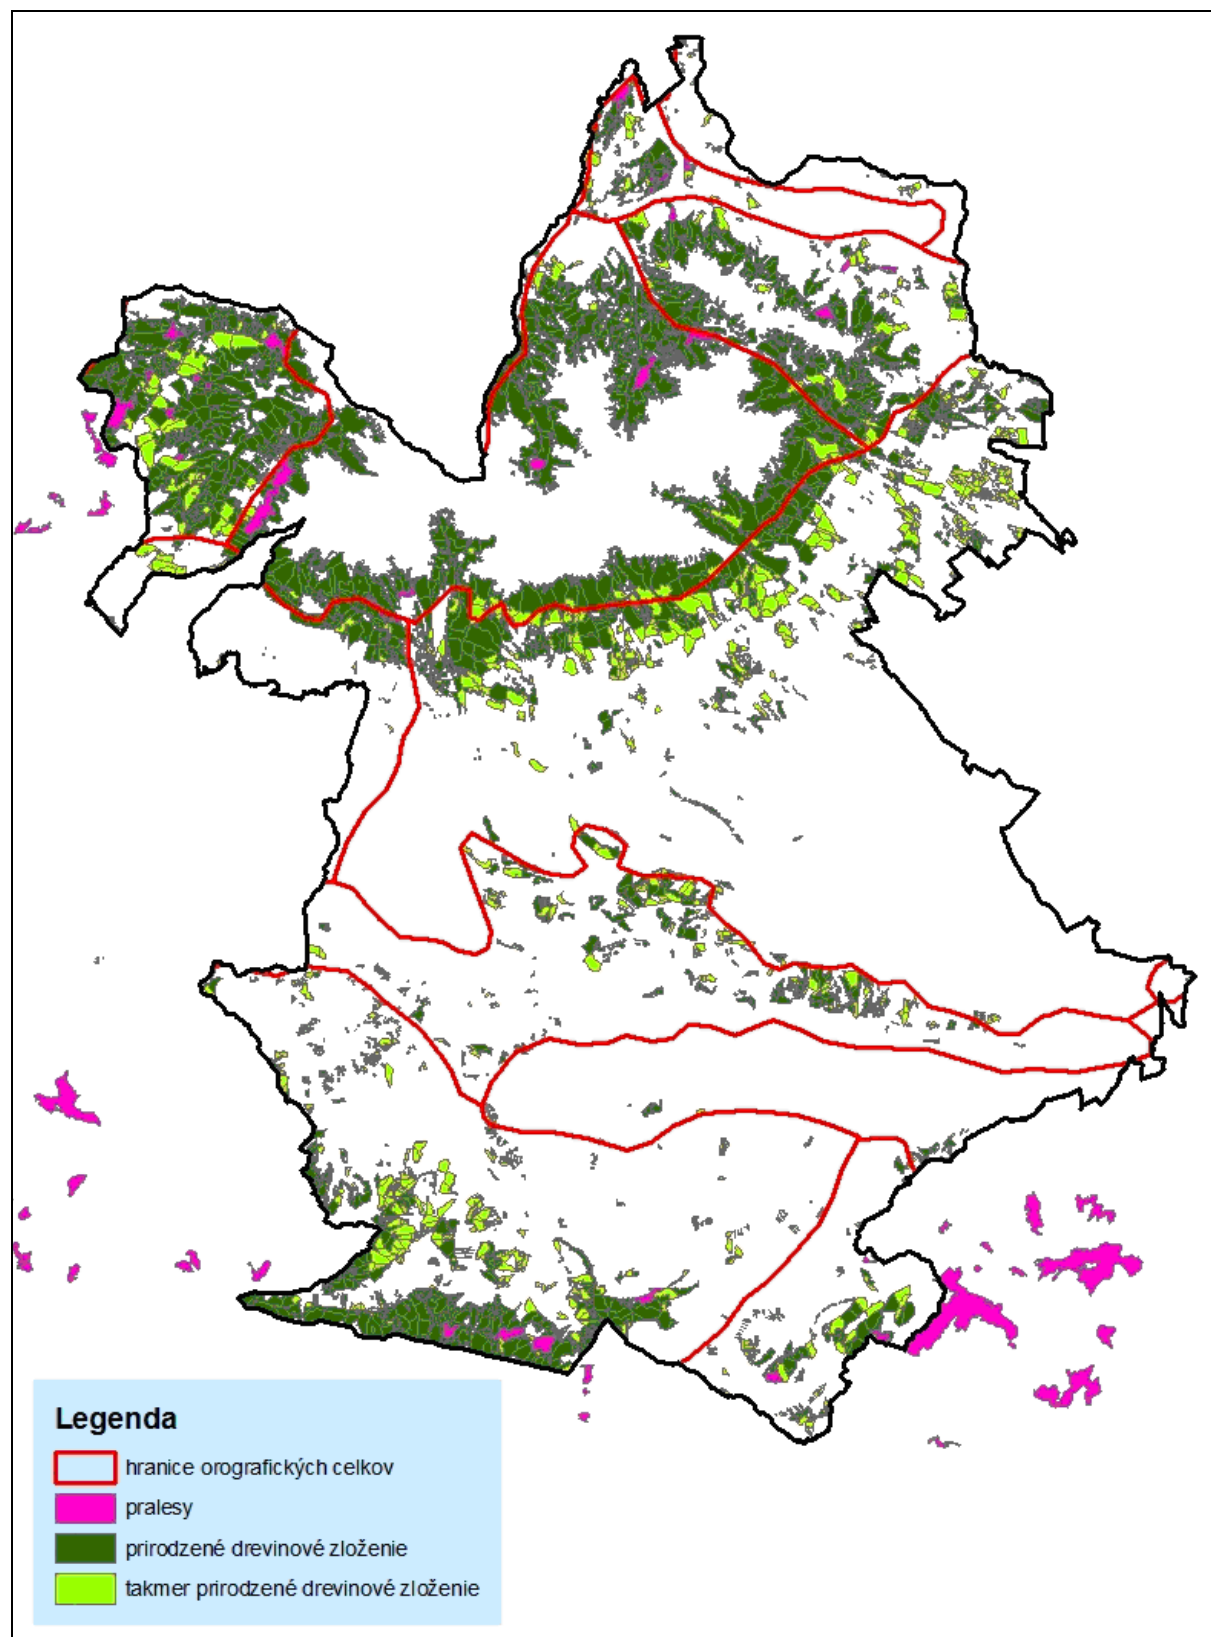 Legenda
hranice orografických celkov
pralesy
prirodzené drevinové zloženie
takmer prirodzené drevinové zloženie